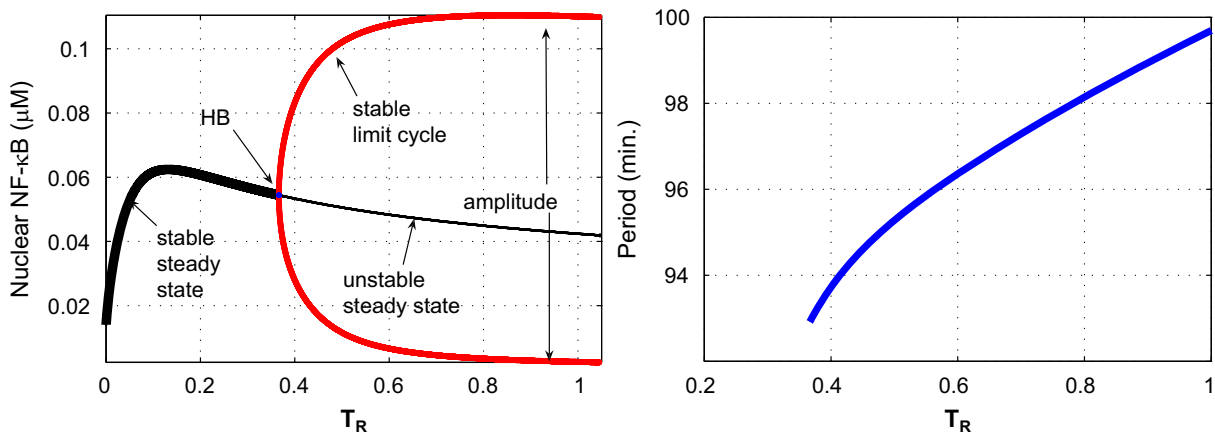 Nuclear NF-κB (μM)
0.1
0.08
0.06
0.04
0.02
HB
stable
limit cycle
amplitude
stable
steady
state
unstable
steady state
0
0.2
0.4
0.6
0.8
1
T_R
Period (min.)
100
98
96
94
0.2
0.4
0.6
0.8
1
T_R